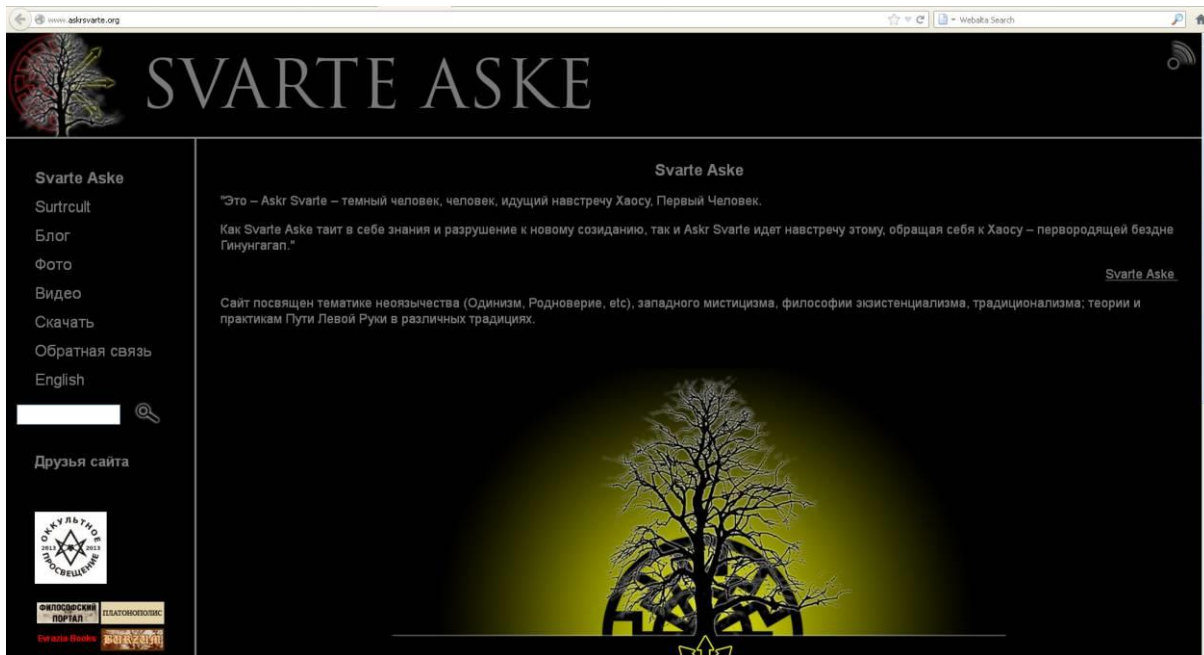 www.askrsvarte.org
Webalta Search
SVARTE ASKE
Svarte Aske
Surtrcult
Блог
Фото
Видео
Скачать
Обратная связь
English
Друзья сайта
ОККУЛЬТНОЕ
2013 2013
ПРОСВЕЩЕНИЕ
ФИЛОСОФСКИЙ
ПОРТАЛ
ПЛАТОНОПОЛИС
Evrazia Books
BURZUM
Svarte Aske
"Это – Askr Svarte – темный человек, человек, идущий навстречу Хаосу, Первый Человек.
Как Svarte Aske таит в себе знания и разрушение к новому созиданию, так и Askr Svarte идет навстречу этому, обращая себя к Хаосу – первородящей бездне
Гинунгагап."
Svarte Aske
Сайт посвящен тематике неоязычества (Одинизм, Родноверие, etc), западного мистицизма, философии экзистенциализма, традиционализма; теории и
практикам Пути Левой Руки в различных традициях.